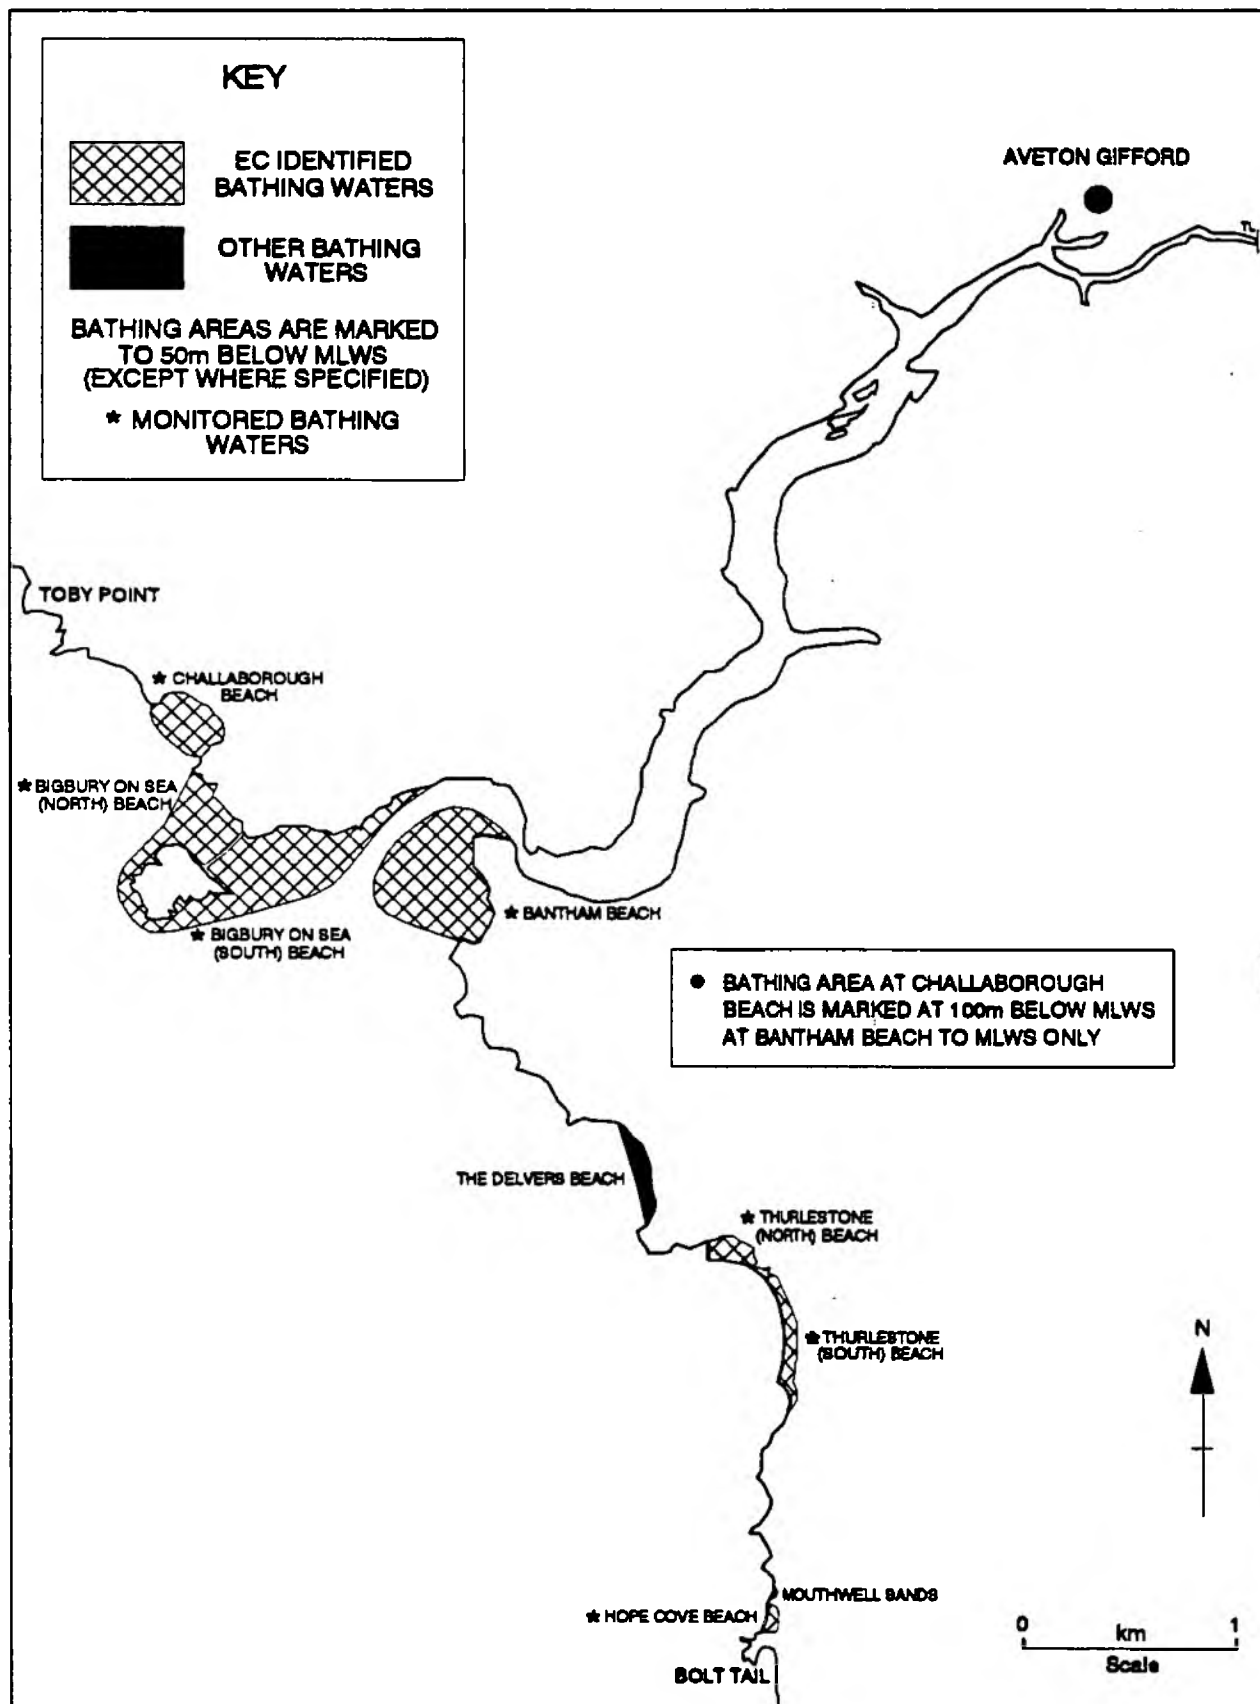 KEY
EC IDENTIFIED
BATHING WATERS
OTHER BATHING
WATERS
BATHING AREAS ARE MARKED
TO 50m BELOW MLWS
(EXCEPT WHERE SPECIFIED)
* MONITORED BATHING
WATERS
AVETON GIFFORD
TL
TOBY POINT
* CHALLABOROUGH
BEACH
* BIGBURY ON SEA
(NORTH) BEACH
* BANTHAM BEACH
* BIGBURY ON SEA
(SOUTH) BEACH
● BATHING AREA AT CHALLABOROUGH
BEACH IS MARKED AT 100m BELOW MLWS
AT BANTHAM BEACH TO MLWS ONLY
THE DELVERS BEACH
* THURLESTONE
(NORTH) BEACH
* THURLESTONE
(SOUTH) BEACH
N
MOUTHWELL SANDS
* HOPE COVE BEACH
BOLT TAIL
0 km 1
Scale